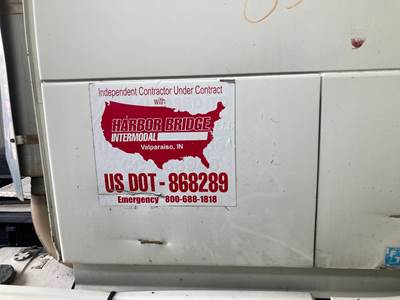 Independent Contractor Under Contract
with
HARBOR BRIDGE
INTERMODAL
Valparaiso, IN
US DOT - 868289
Emergency 800-688-1818